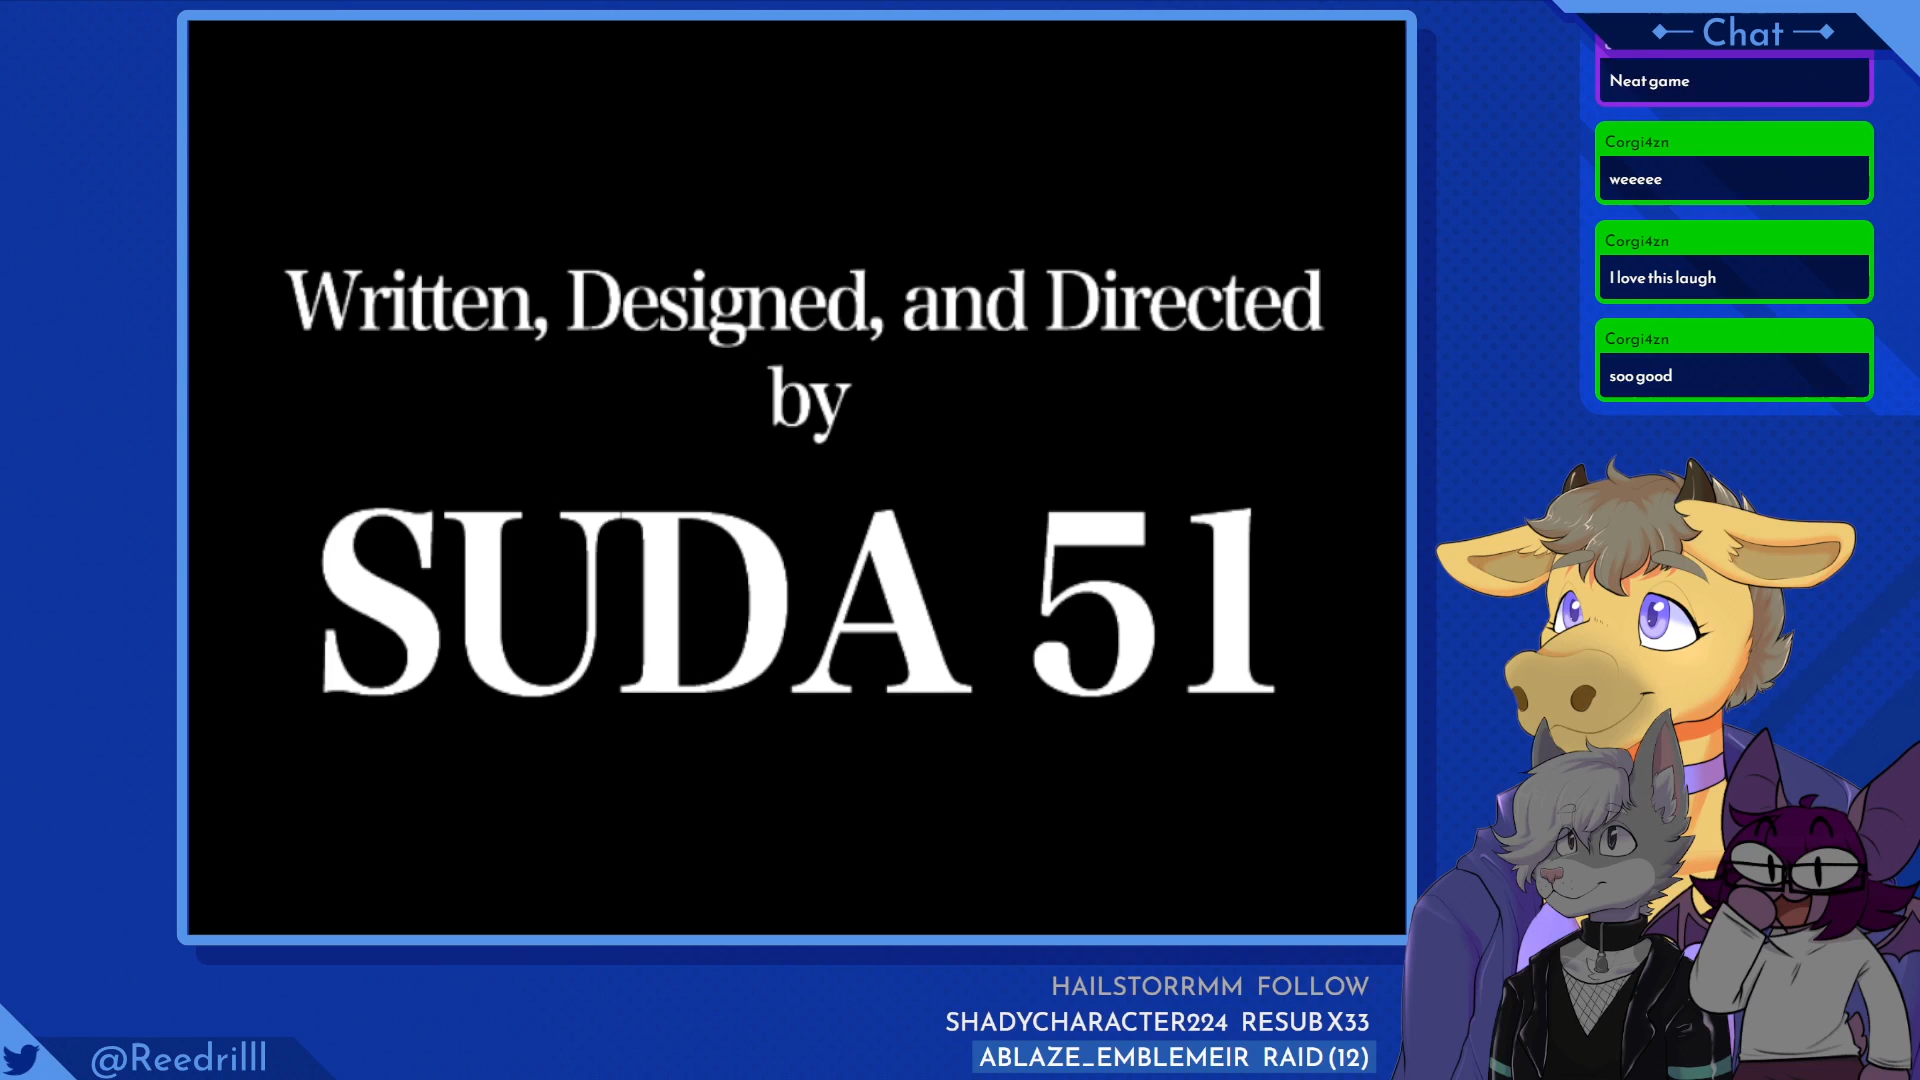 Chat
Neat game
Corgi4zn
weeeee
Corgi4zn
I love this laugh
Corgi4zn
soo good
Written, Designed, and Directed
by
SUDA 51
HAILSTORRMM FOLLOW
SHADYCHARACTER224 RESUB X33
ABLAZE_EMBLEMEIR RAID (12)
@Reedrilll